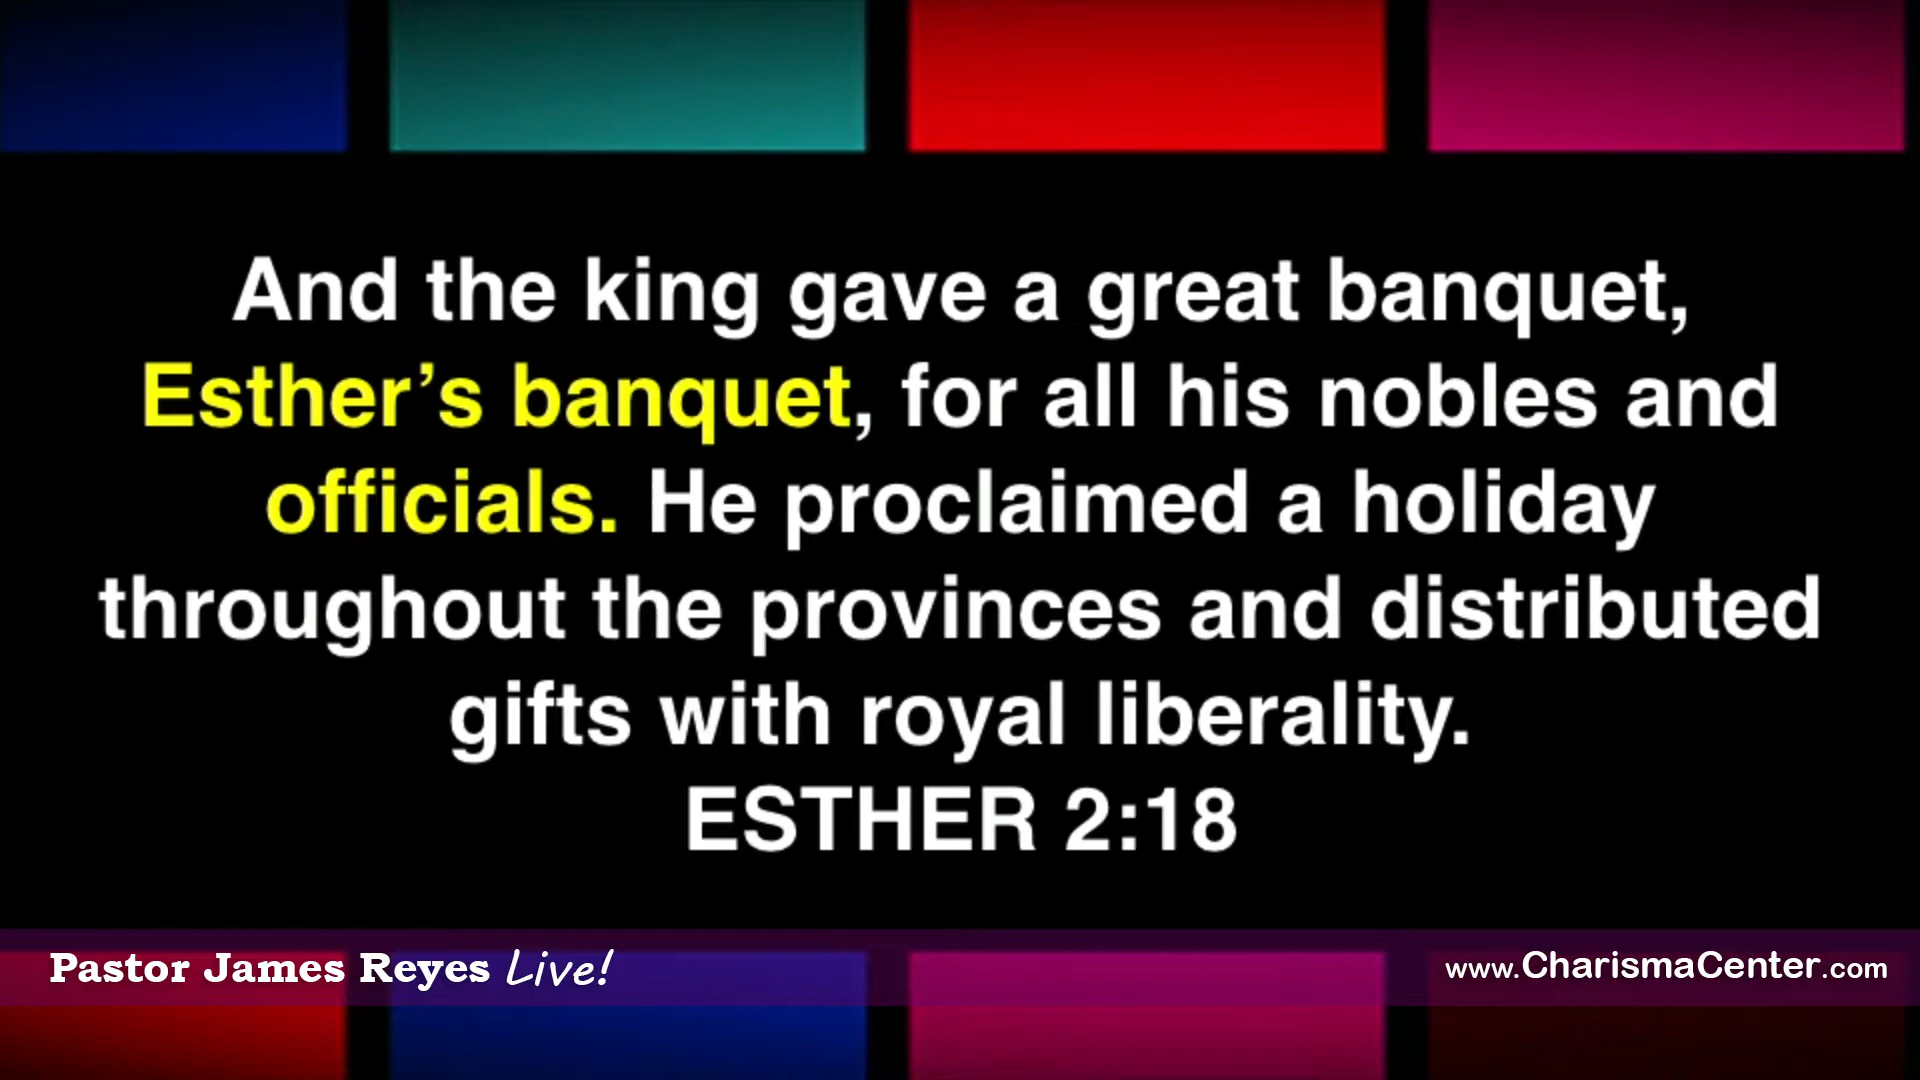 And the king gave a great banquet,
Esther’s banquet, for all his nobles and
officials. He proclaimed a holiday
throughout the provinces and distributed
gifts with royal liberality.
ESTHER 2:18
Pastor James Reyes Live!
www.CharismaCenter.com